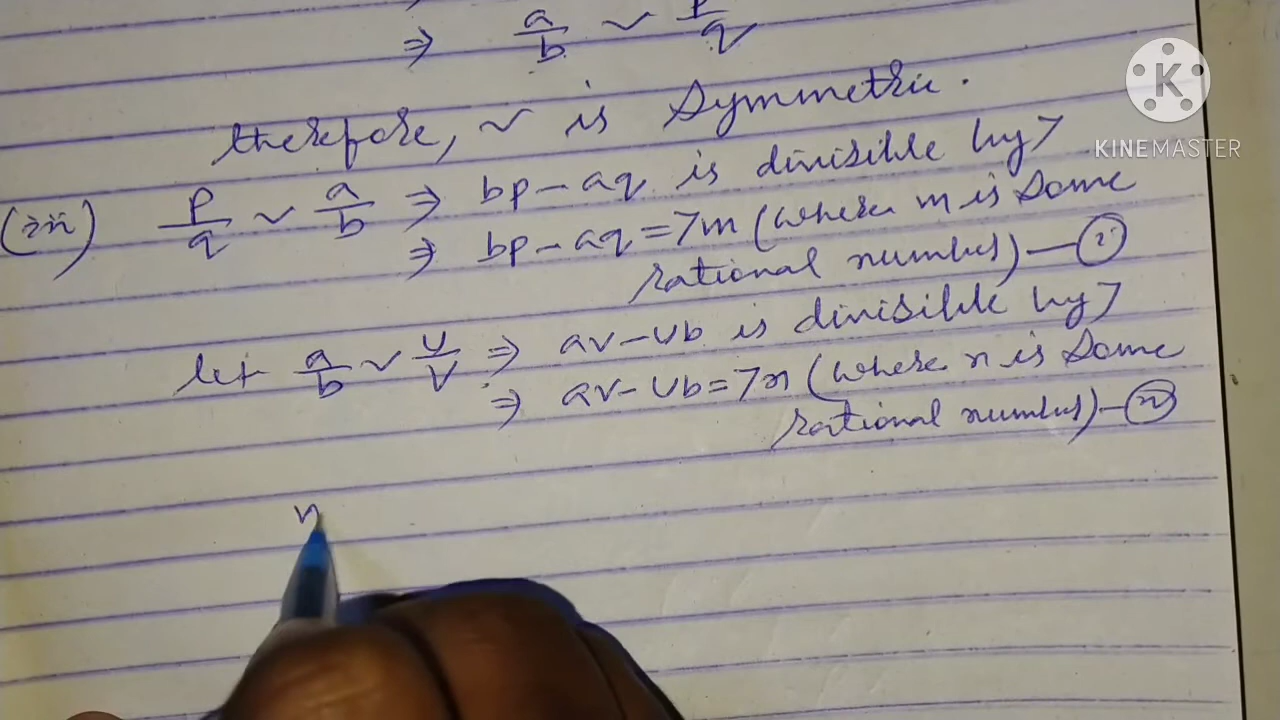 ⇒ a/b ~ p/q
therefore, ~ is Symmetric.
(iii) p/q ~ a/b ⇒ bp-aq is divisible by 7
⇒ bp-aq=7m (where m is some
rational number) — (i)
let a/b ~ u/v ⇒ av-ub is divisible by 7
⇒ av-ub=7n (where n is some
rational number) — (ii)
K
KINEMASTER